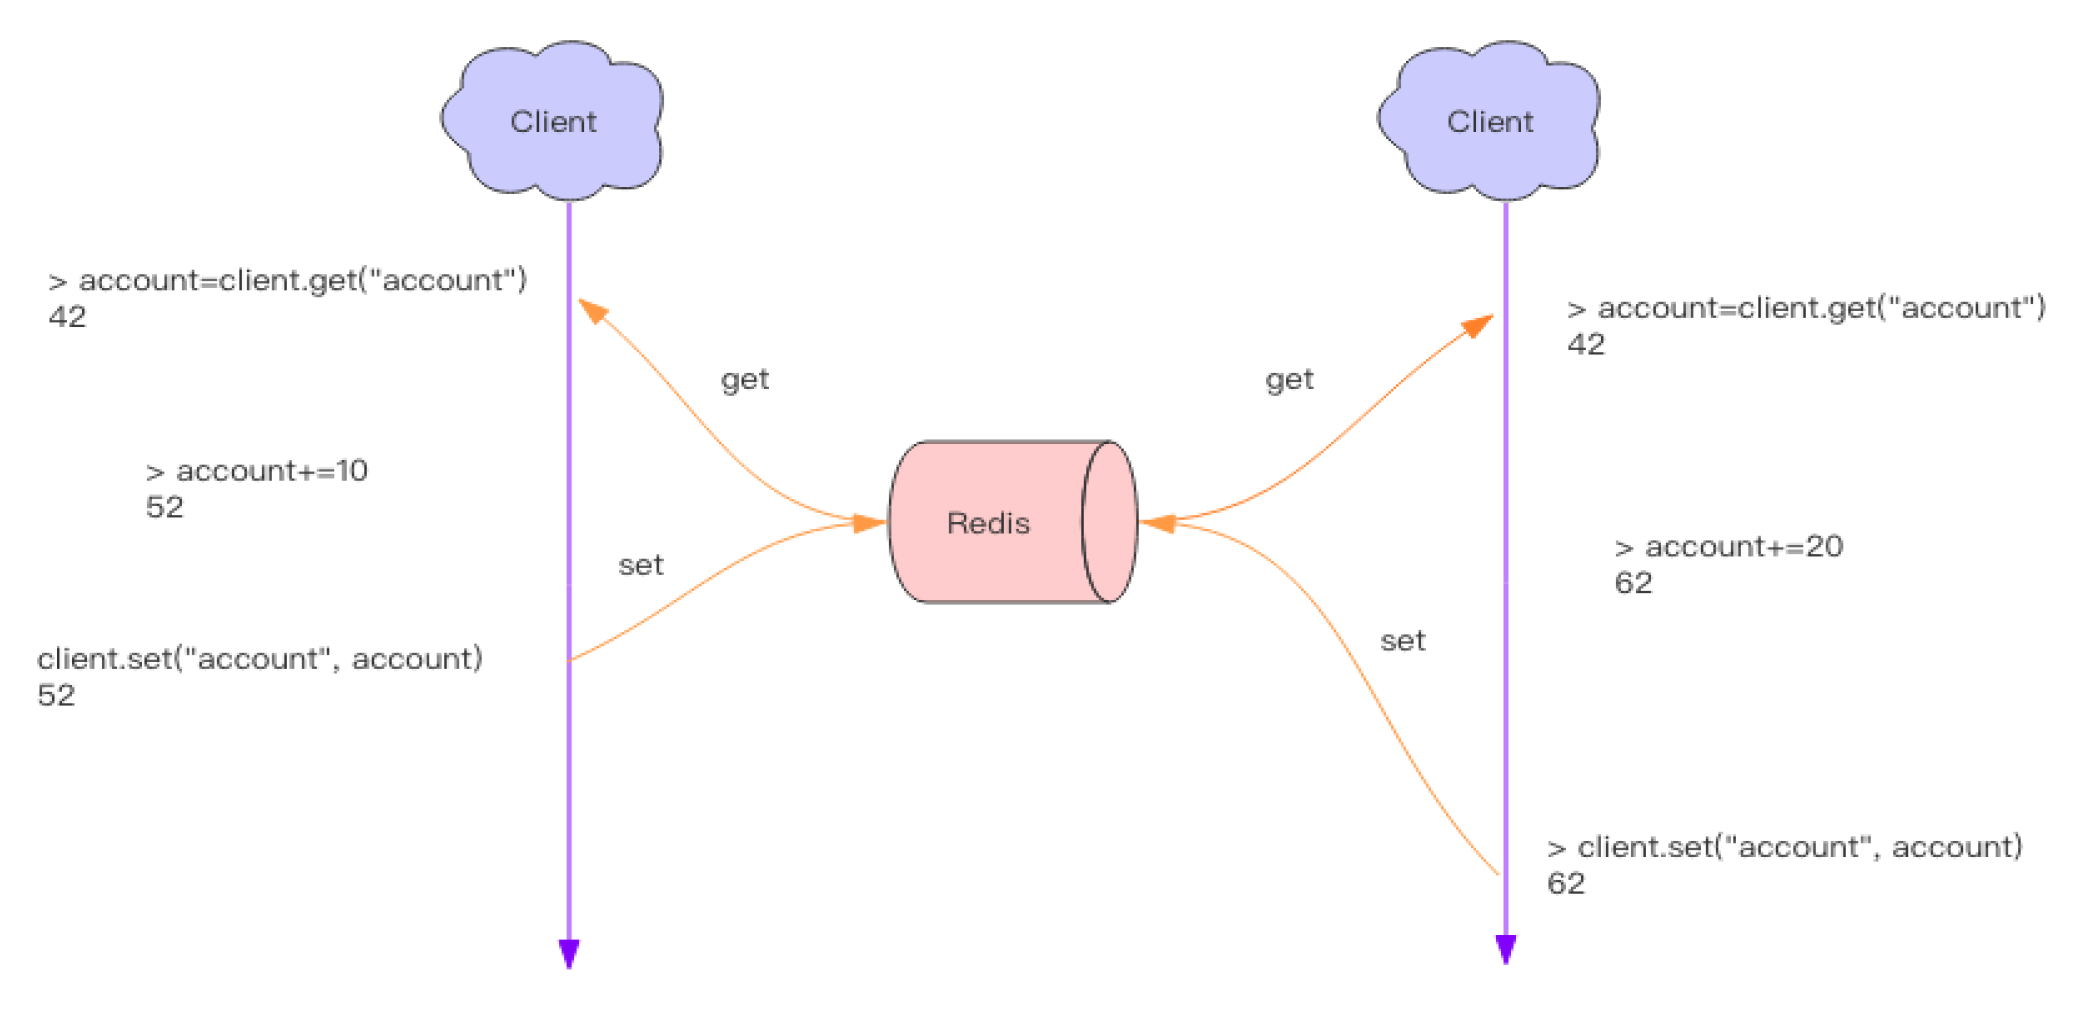 Client
Client
> account=client.get("account")
42
> account=client.get("account")
42
get
get
> account+=10
52
Redis
> account+=20
62
set
set
client.set("account", account)
52
> client.set("account", account)
62